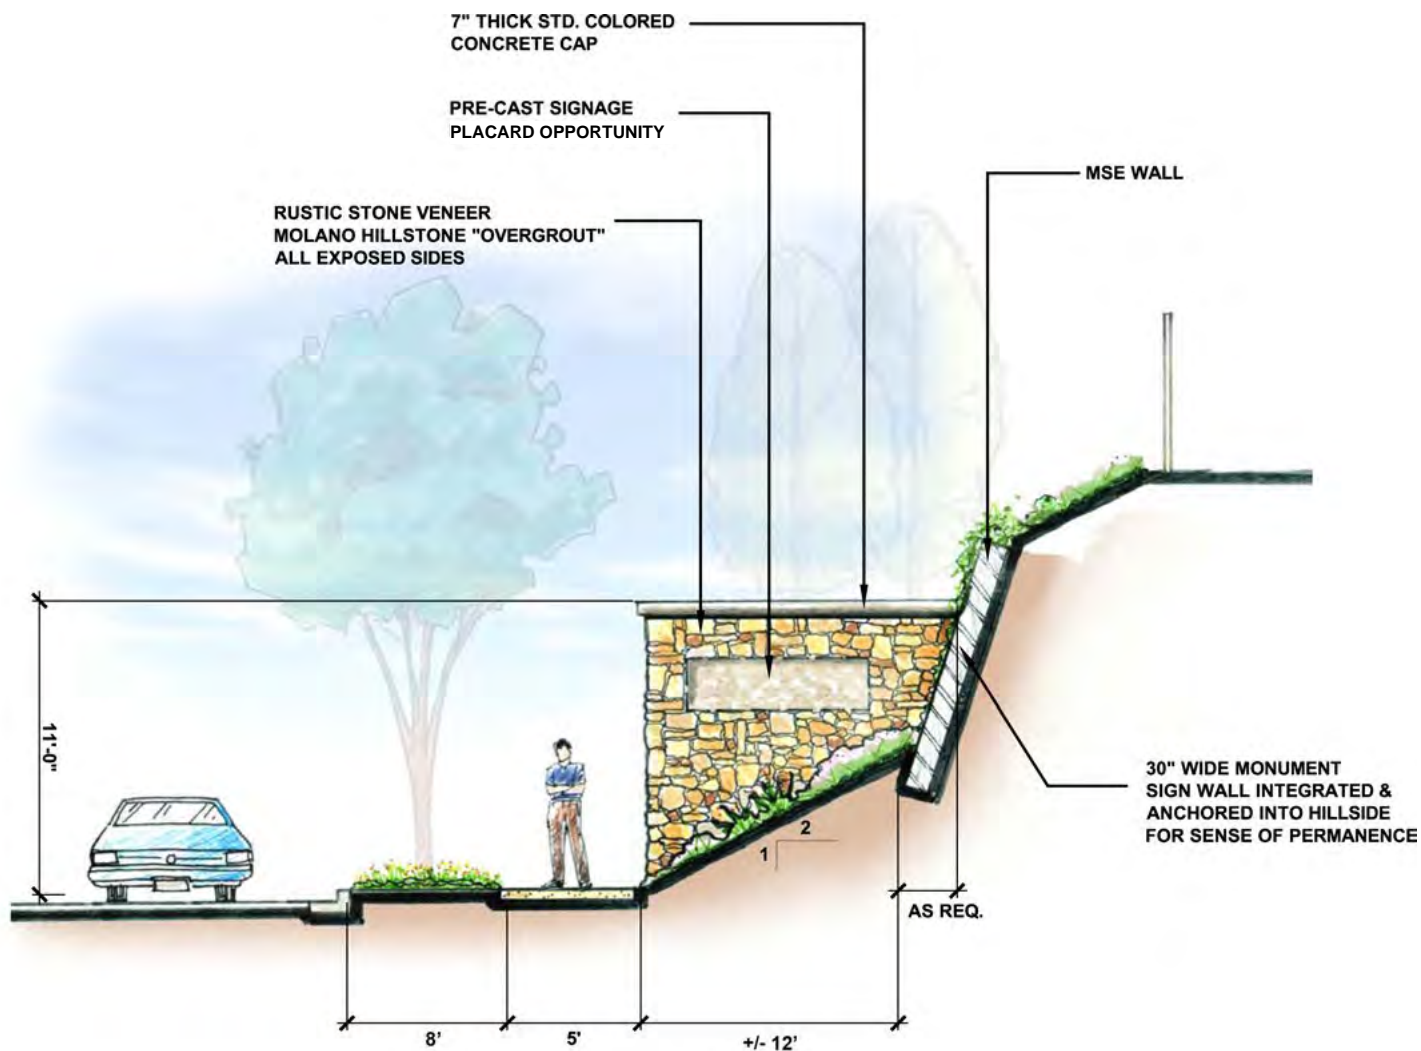 7" THICK STD. COLORED
CONCRETE CAP
PRE-CAST SIGNAGE
PLACARD OPPORTUNITY
MSE WALL
RUSTIC STONE VENEER
MOLANO HILLSTONE "OVERGROUT"
ALL EXPOSED SIDES
11'-0"
30" WIDE MONUMENT
SIGN WALL INTEGRATED &
ANCHORED INTO HILLSIDE
FOR SENSE OF PERMANENCE
2
1
AS REQ.
8'
5'
+/- 12'